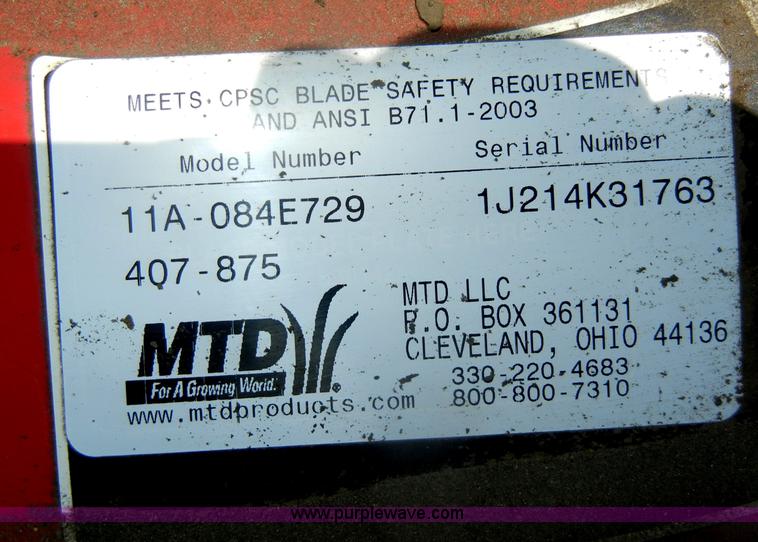 MEETS CPSC BLADE SAFETY REQUIREMENTS
AND ANSI B71.1-2003
Model Number Serial Number
11A-084E729 1J214K31763
407-875
MTD
For A Growing World.
www.mtdproducts.com
MTD LLC
P.O. BOX 361131
CLEVELAND, OHIO 44136
330-220-4683
800-800-7310
www.purplewave.com